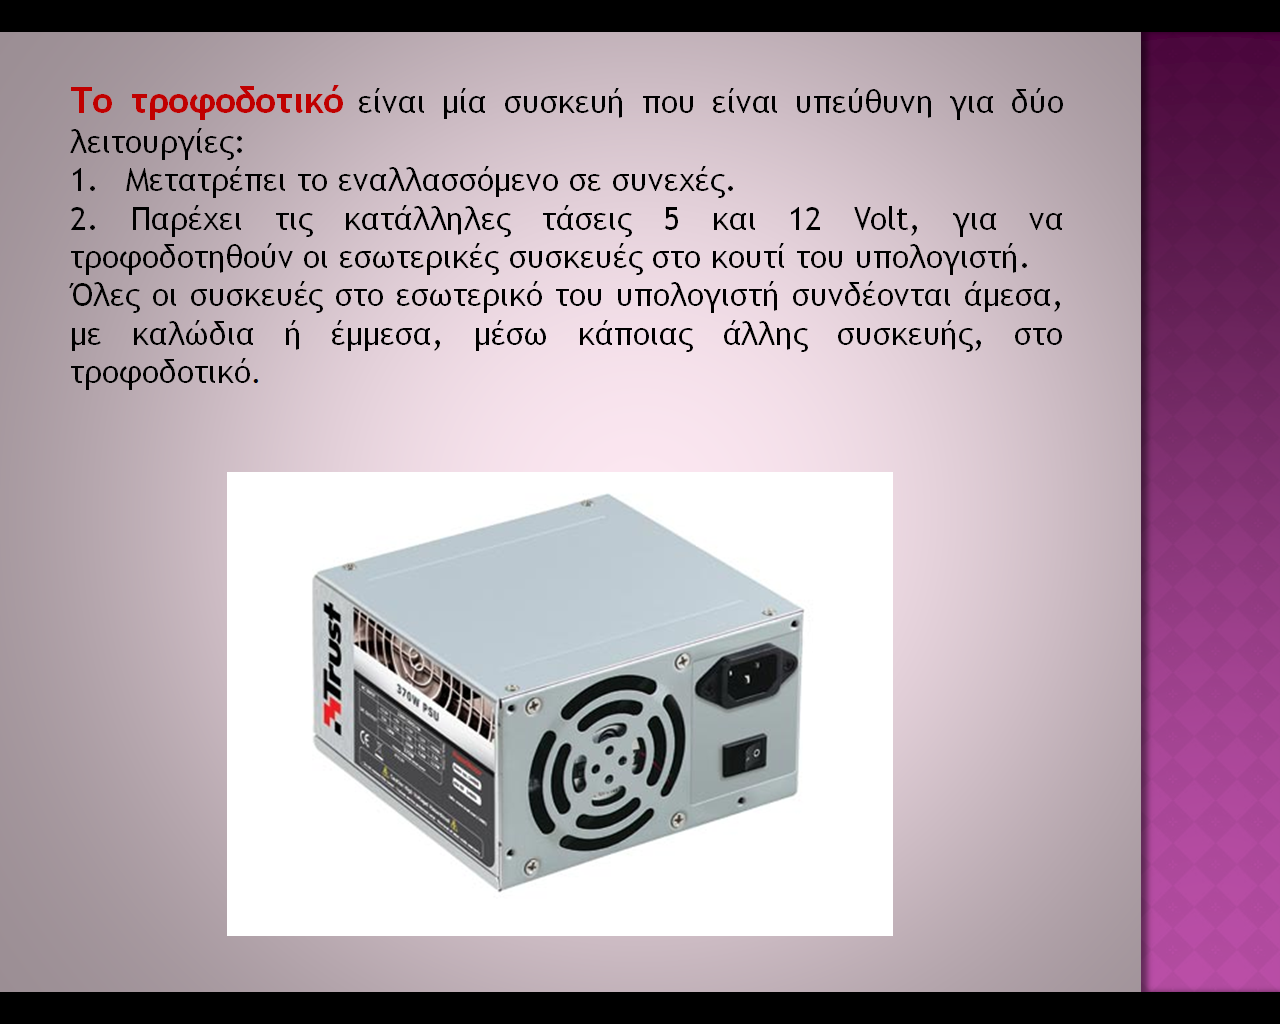 Το τροφοδοτικό είναι μία συσκευή που είναι υπεύθυνη για δύο
λειτουργίες:
1. Μετατρέπει το εναλλασσόμενο σε συνεχές.
2. Παρέχει τις κατάλληλες τάσεις 5 και 12 Volt, για να
τροφοδοτηθούν οι εσωτερικές συσκευές στο κουτί του υπολογιστή.
Όλες οι συσκευές στο εσωτερικό του υπολογιστή συνδέονται άμεσα,
με καλώδια ή έμμεσα, μέσω κάποιας άλλης συσκευής, στο
τροφοδοτικό.
Trust
370W PSU